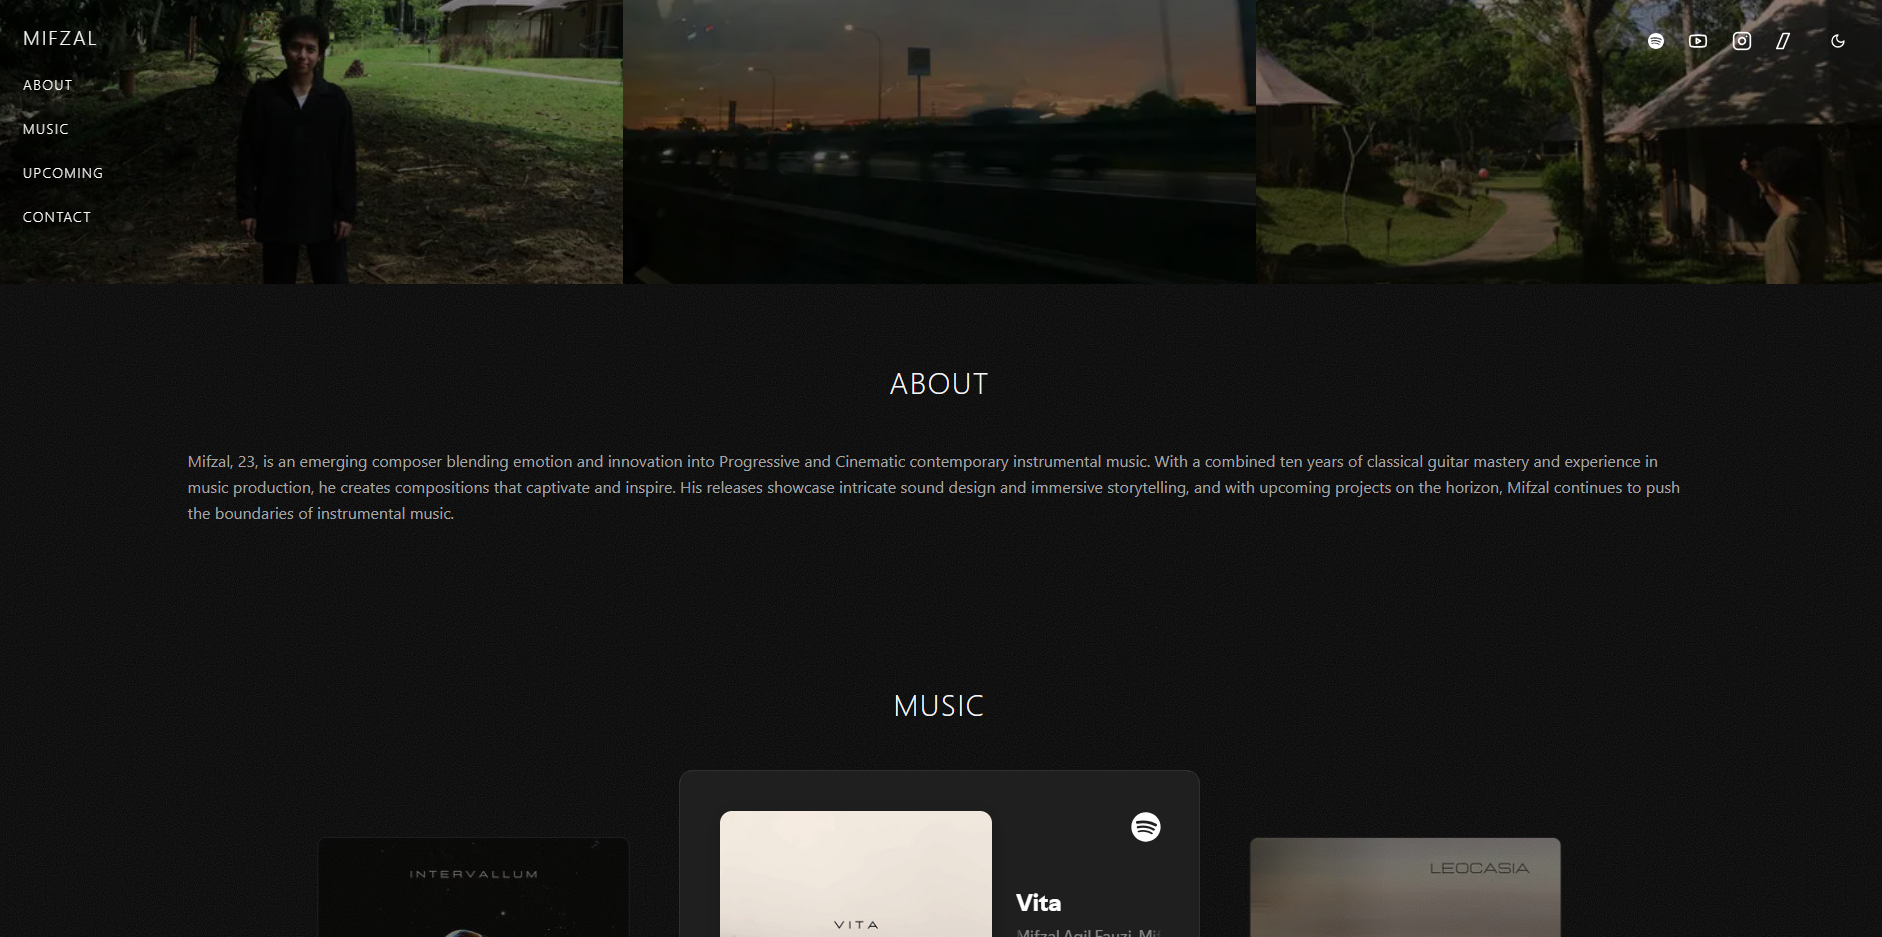 MIFZAL
ABOUT
MUSIC
UPCOMING
CONTACT
ABOUT
Mifzal, 23, is an emerging composer blending emotion and innovation into Progressive and Cinematic contemporary instrumental music. With a combined ten years of classical guitar mastery and experience in
music production, he creates compositions that captivate and inspire. His releases showcase intricate sound design and immersive storytelling, and with upcoming projects on the horizon, Mifzal continues to push
the boundaries of instrumental music.
MUSIC
INTERVALLUM
VITA
Vita
Mifzal Aqil Fauzi,
LEOCASIA